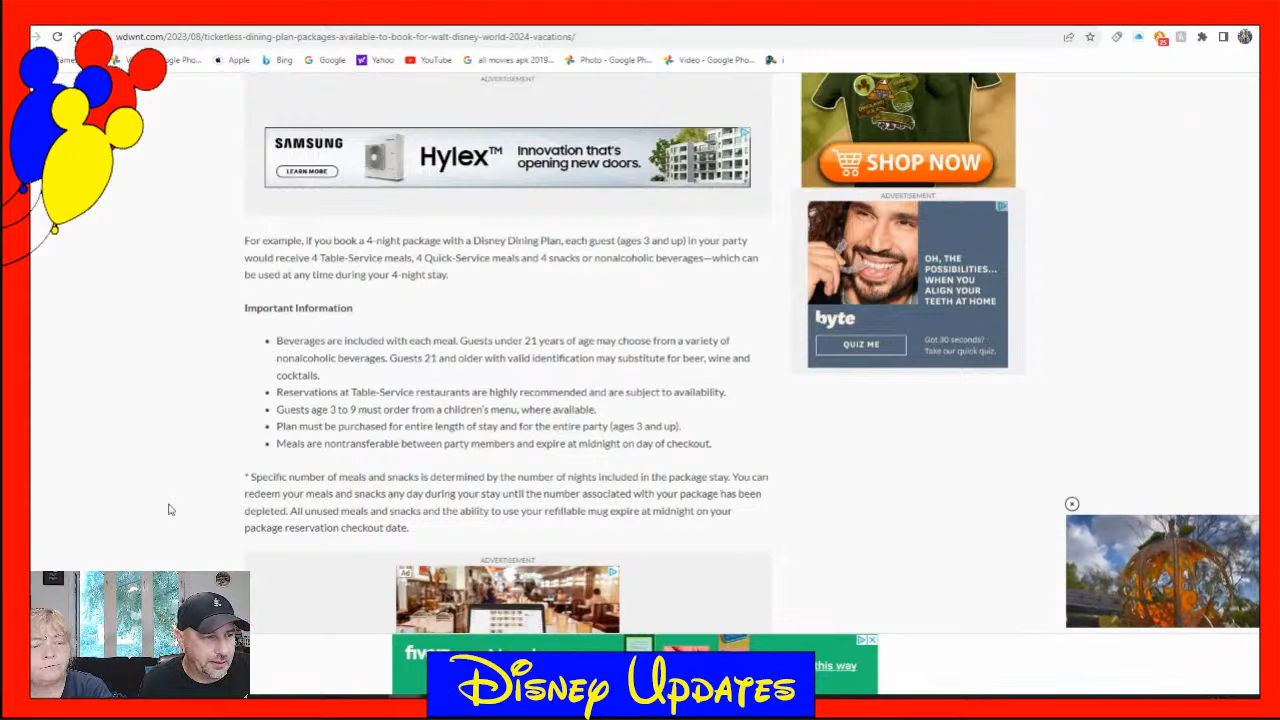 wdwnt.com/2023/08/ticketless-dining-plan-packages-available-to-book-for-walt-disney-world-2024-vacations/
Apple
Bing
Google
Yahoo
YouTube
all movies apk 2019...
Photo - Google Ph...
Video - Google Pho...
ADVERTISEMENT
SAMSUNG
LEARN MORE
Hylex™
Innovation that's
opening new doors.
SHOP NOW
ADVERTISEMENT
OH, THE
POSSIBILITIES...
WHEN YOU
ALIGN YOUR
TEETH AT HOME
byte
QUIZ ME
Got 30 seconds?
Take our quick quiz.
For example, if you book a 4-night package with a Disney Dining Plan, each guest (ages 3 and up) in your party
would receive 4 Table-Service meals, 4 Quick-Service meals and 4 snacks or nonalcoholic beverages—which can
be used at any time during your 4-night stay.
Important Information
• Beverages are included with each meal. Guests under 21 years of age may choose from a variety of
nonalcoholic beverages. Guests 21 and older with valid identification may substitute for beer, wine and
cocktails.
• Reservations at Table-Service restaurants are highly recommended and are subject to availability.
• Guests age 3 to 9 must order from a children's menu, where available.
• Plan must be purchased for entire length of stay and for the entire party (ages 3 and up).
• Meals are nontransferable between party members and expire at midnight on day of checkout.
* Specific number of meals and snacks is determined by the number of nights included in the package stay. You can
redeem your meals and snacks any day during your stay until the number associated with your package has been
depleted. All unused meals and snacks and the ability to use your refillable mug expire at midnight on your
package reservation checkout date.
ADVERTISEMENT
Ad
this way
Disney Updates